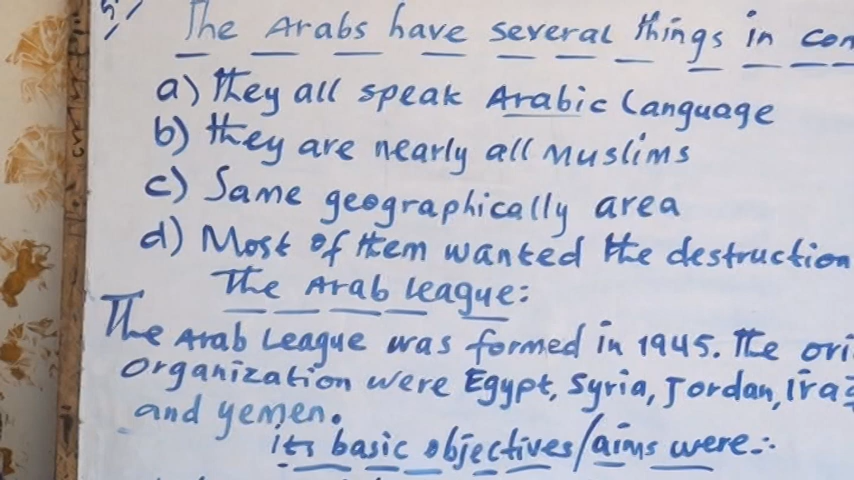 5/ The Arabs have several things in
a) they all speak Arabic Language
b) they are nearly all Muslims
c) Same geographically area
d) Most of them wanted the destruction
The Arab League:
The Arab League was formed in 1945. The
organization were Egypt, Syria, Jordan,
and yemen.
its basic objectives/aims were:-